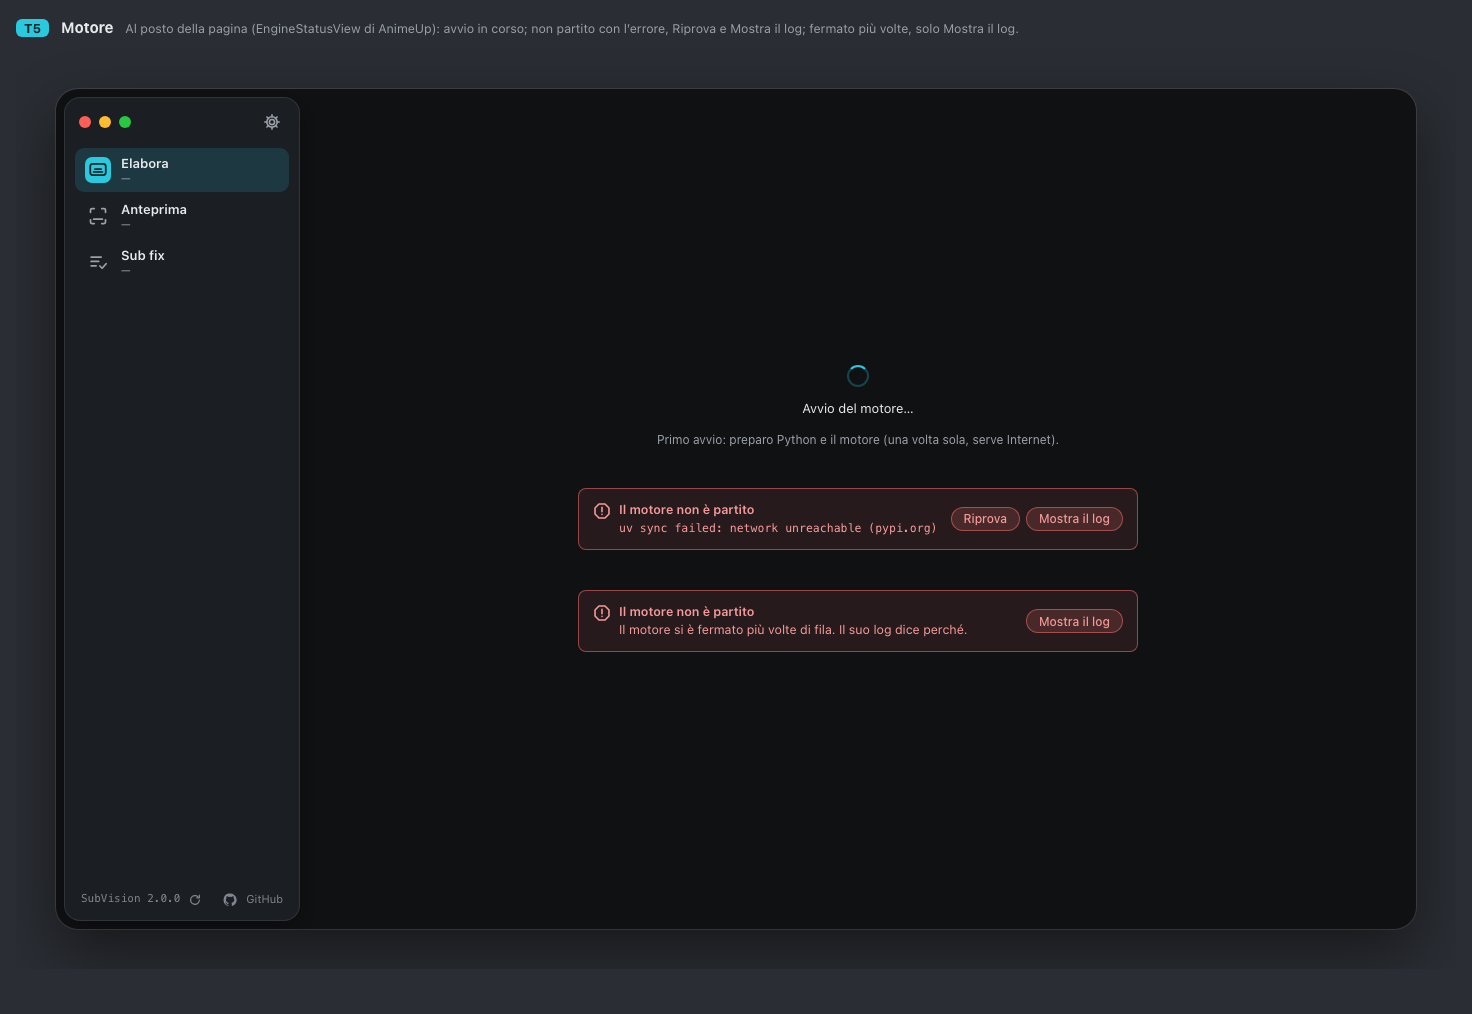 T5 Motore Al posto della pagina (EngineStatusView di AnimeUp): avvio in corso; non partito con l'errore, Riprova e Mostra il log; fermato più volte, solo Mostra il log.
Elabora
—
Anteprima
—
Sub fix
—
Avvio del motore…
Primo avvio: preparo Python e il motore (una volta sola, serve Internet).
Il motore non è partito
uv sync failed: network unreachable (pypi.org)
Riprova
Mostra il log
Il motore non è partito
Il motore si è fermato più volte di fila. Il suo log dice perché.
Mostra il log
SubVision 2.0.0
GitHub